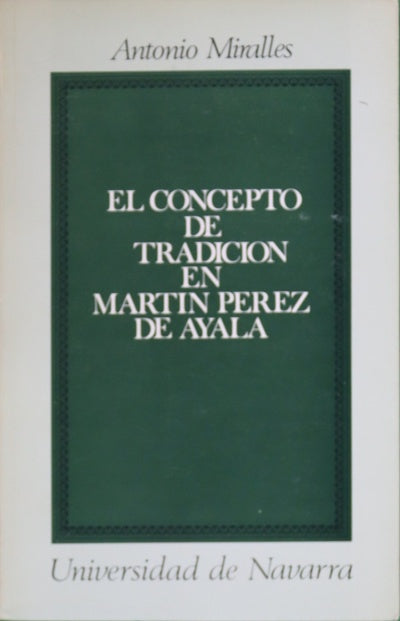 Antonio Miralles
EL CONCEPTO
DE
TRADICION
EN
MARTIN PEREZ
DE AYALA
Universidad de Navarra